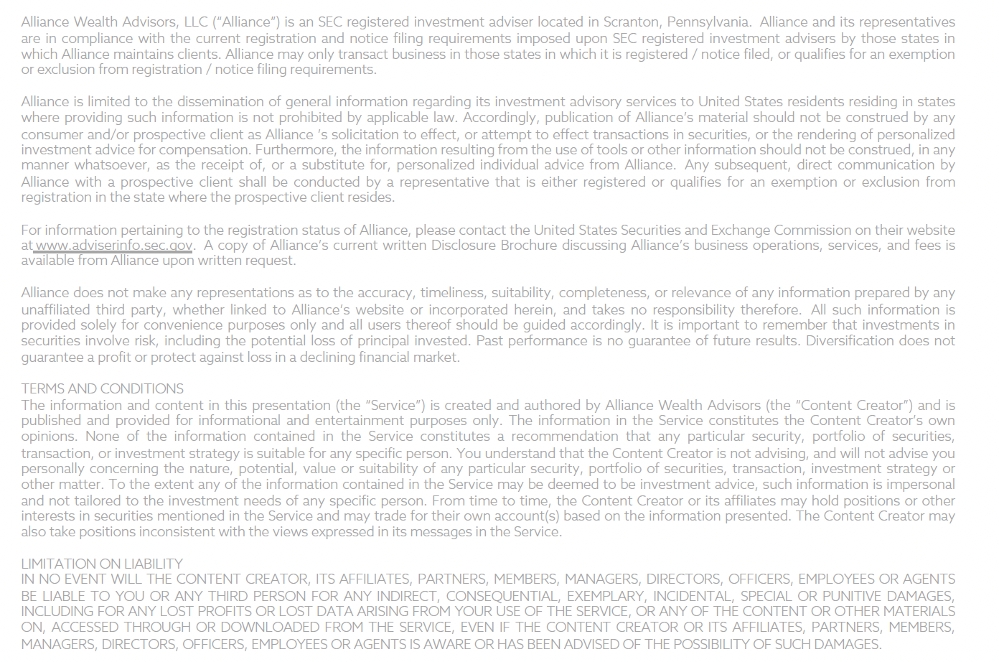 Alliance Wealth Advisors, LLC (“Alliance”) is an SEC registered investment adviser located in Scranton, Pennsylvania.  Alliance and its representatives
are in compliance with the current registration and notice filing requirements imposed upon SEC registered investment advisers by those states in
which Alliance maintains clients. Alliance may only transact business in those states in which it is registered / notice filed, or qualifies for an exemption
or exclusion from registration / notice filing requirements.
Alliance is limited to the dissemination of general information regarding its investment advisory services to United States residents residing in states
where providing such information is not prohibited by applicable law. Accordingly, publication of Alliance’s material should not be construed by any
consumer and/or prospective client as Alliance ’s solicitation to effect, or attempt to effect transactions in securities, or the rendering of personalized
investment advice for compensation. Furthermore, the information resulting from the use of tools or other information should not be construed, in any
manner whatsoever, as the receipt of, or a substitute for, personalized individual advice from Alliance.  Any subsequent, direct communication by
Alliance with a prospective client shall be conducted by a representative that is either registered or qualifies for an exemption or exclusion from
registration in the state where the prospective client resides.
For information pertaining to the registration status of Alliance, please contact the United States Securities and Exchange Commission on their website
at www.adviserinfo.sec.gov.  A copy of Alliance’s current written Disclosure Brochure discussing Alliance’s business operations, services, and fees is
available from Alliance upon written request.
Alliance does not make any representations as to the accuracy, timeliness, suitability, completeness, or relevance of any information prepared by any
unaffiliated third party, whether linked to Alliance’s website or incorporated herein, and takes no responsibility therefore.  All such information is
provided solely for convenience purposes only and all users thereof should be guided accordingly. It is important to remember that investments in
securities involve risk, including the potential loss of principal invested. Past performance is no guarantee of future results. Diversification does not
guarantee a profit or protect against loss in a declining financial market.
TERMS AND CONDITIONS
The information and content in this presentation (the “Service”) is created and authored by Alliance Wealth Advisors (the “Content Creator”) and is
published and provided for informational and entertainment purposes only. The information in the Service constitutes the Content Creator’s own
opinions. None of the information contained in the Service constitutes a recommendation that any particular security, portfolio of securities,
transaction, or investment strategy is suitable for any specific person. You understand that the Content Creator is not advising, and will not advise you
personally concerning the nature, potential, value or suitability of any particular security, portfolio of securities, transaction, investment strategy or
other matter. To the extent any of the information contained in the Service may be deemed to be investment advice, such information is impersonal
and not tailored to the investment needs of any specific person. From time to time, the Content Creator or its affiliates may hold positions or other
interests in securities mentioned in the Service and may trade for their own account(s) based on the information presented. The Content Creator may
also take positions inconsistent with the views expressed in its messages in the Service.
LIMITATION ON LIABILITY
IN NO EVENT WILL THE CONTENT CREATOR, ITS AFFILIATES, PARTNERS, MEMBERS, MANAGERS, DIRECTORS, OFFICERS, EMPLOYEES OR AGENTS
BE LIABLE TO YOU OR ANY THIRD PERSON FOR ANY INDIRECT, CONSEQUENTIAL, EXEMPLARY, INCIDENTAL, SPECIAL OR PUNITIVE DAMAGES,
INCLUDING FOR ANY LOST PROFITS OR LOST DATA ARISING FROM YOUR USE OF THE SERVICE, OR ANY OF THE CONTENT OR OTHER MATERIALS
ON, ACCESSED THROUGH OR DOWNLOADED FROM THE SERVICE, EVEN IF THE CONTENT CREATOR OR ITS AFFILIATES, PARTNERS, MEMBERS,
MANAGERS, DIRECTORS, OFFICERS, EMPLOYEES OR AGENTS IS AWARE OR HAS BEEN ADVISED OF THE POSSIBILITY OF SUCH DAMAGES.